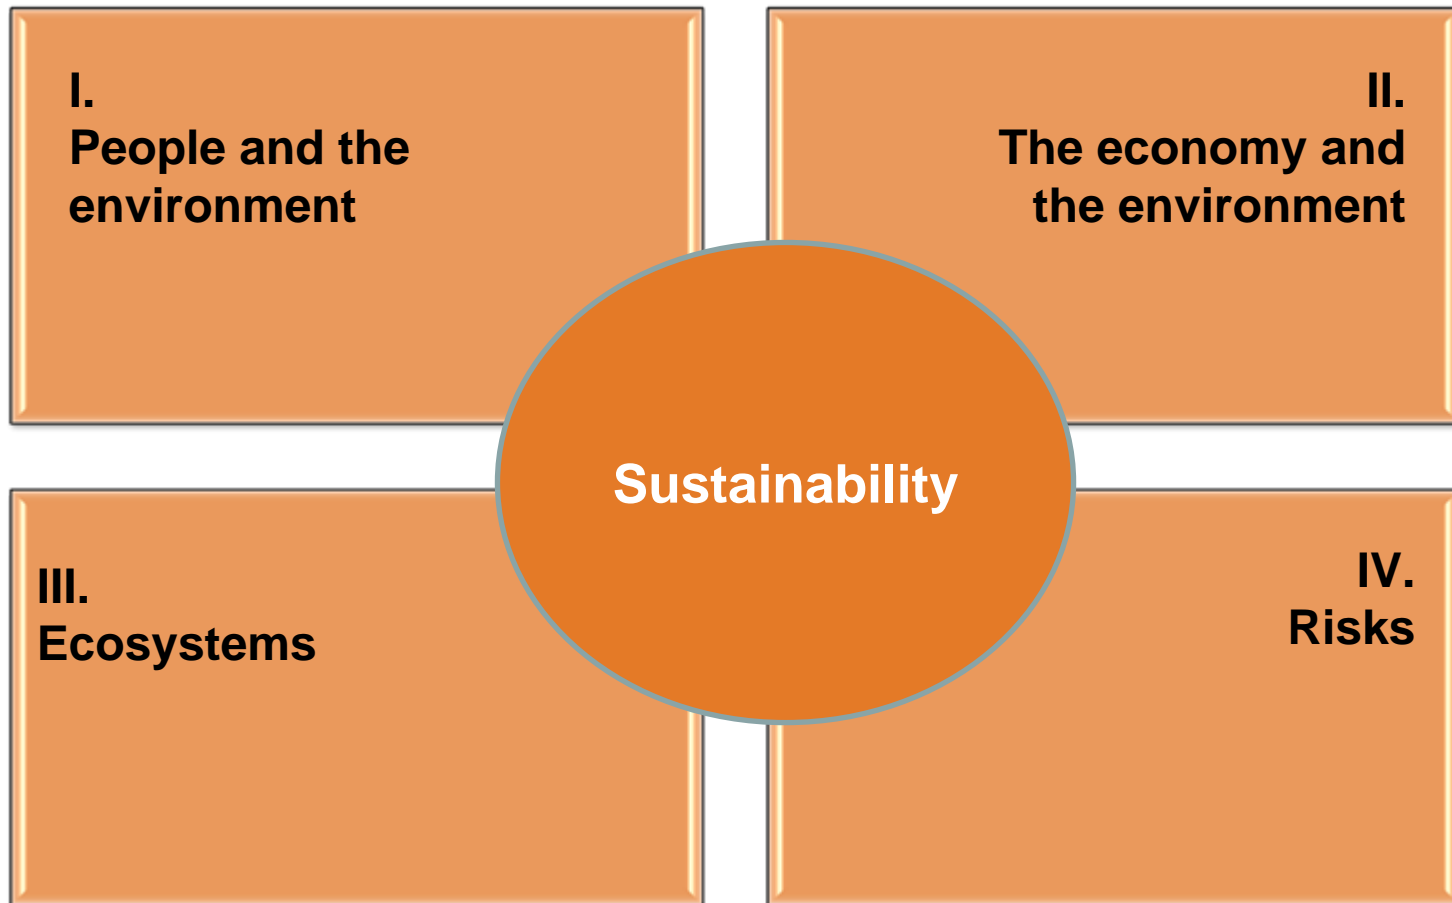 I.
People and the
environment
II.
The economy and
the environment
Sustainability
III.
Ecosystems
IV.
Risks